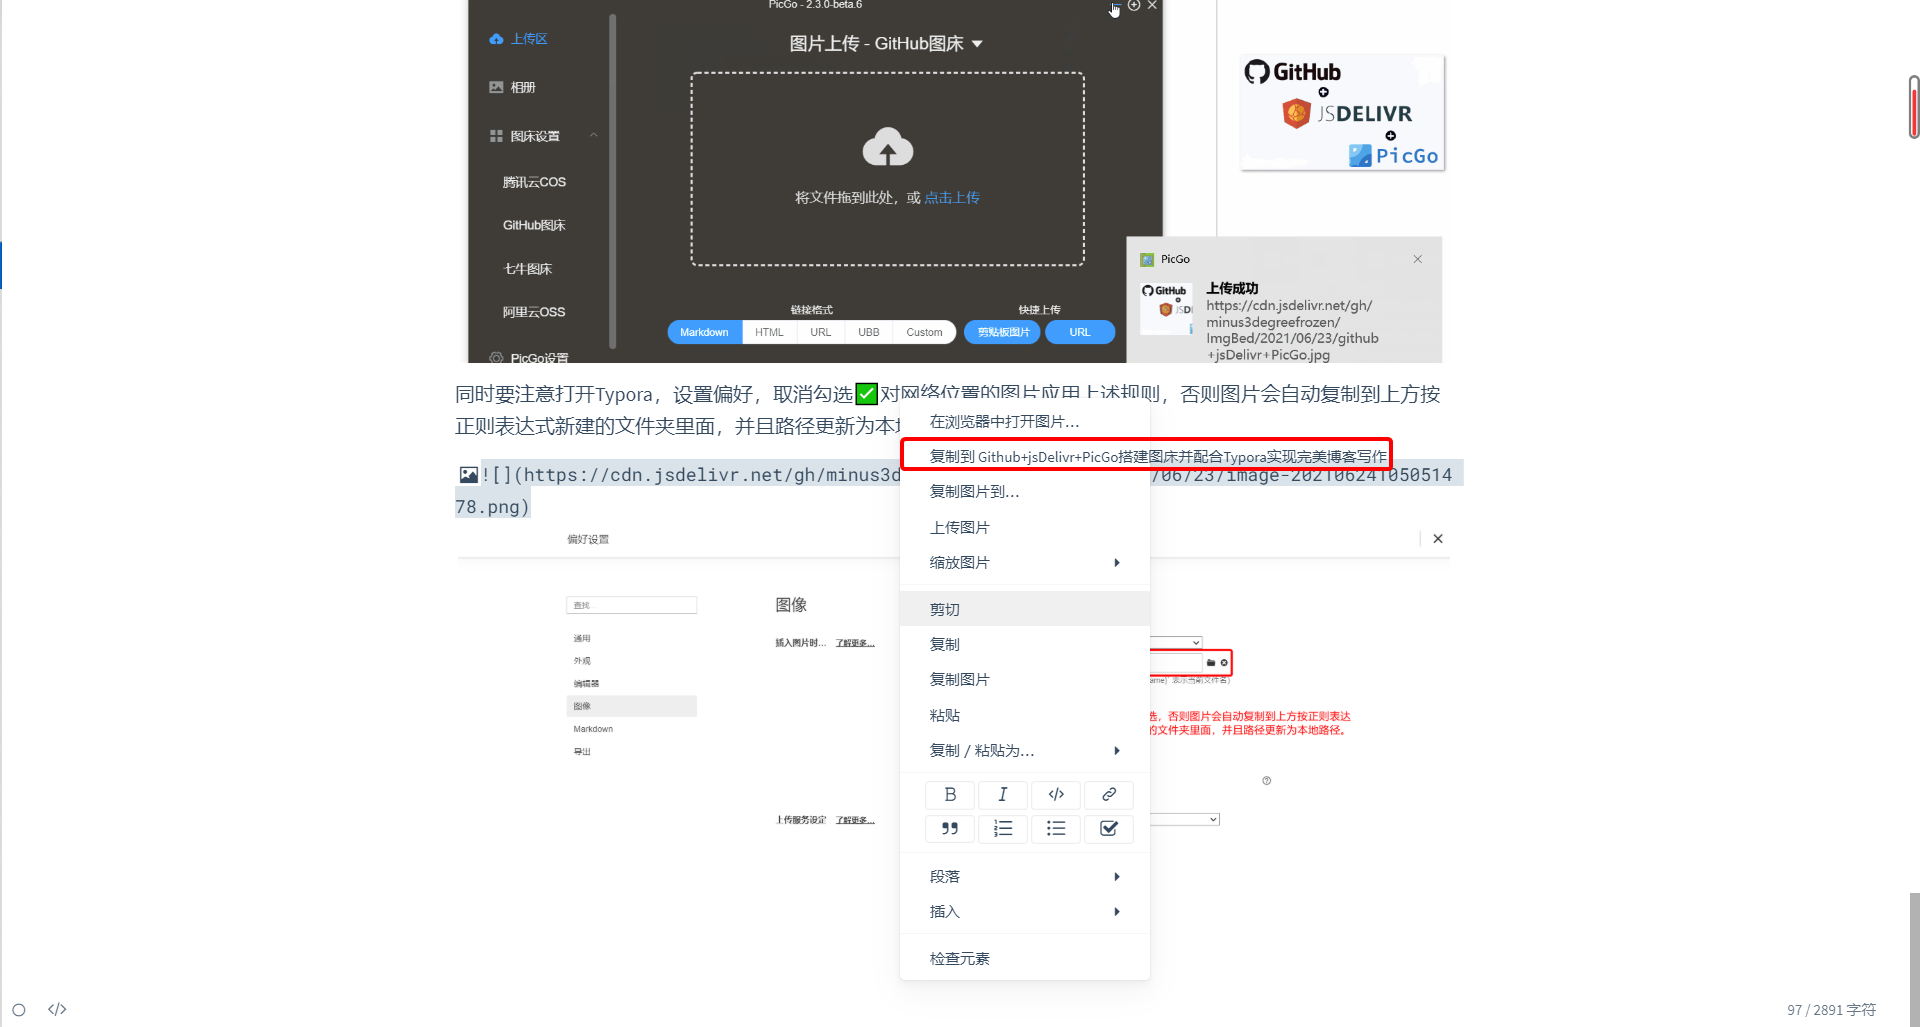 PicGo - 2.3.0-beta.6
上传区
相册
图床设置
腾讯云COS
GitHub图床
七牛图床
阿里云OSS
PicGo设置
图片上传 - GitHub图床
将文件拖到此处，或 点击上传
链接格式
快捷上传
Markdown
HTML
URL
UBB
Custom
剪贴板图片
URL
GitHub
JSDELIVR
PicGo
PicGo
GitHub
上传成功
https://cdn.jsdelivr.net/gh/
minus3degreefrozen/
ImgBed/2021/06/23/github
+jsDelivr+PicGo.jpg
同时要注意打开Typora，设置偏好，取消勾选✅对网络位置的图片应用上述规则，否则图片会自动复制到上方按
正则表达式新建的文件夹里面，并且路径更新为本
![](https://cdn.jsdelivr.net/gh/minus3d
/06/23/image-20210624105051​4
78.png)
在浏览器中打开图片...
复制到 Github+jsDelivr+PicGo搭建图床并配合Typora实现完美博客写作
复制图片到...
上传图片
缩放图片
剪切
复制
复制图片
粘贴
复制 / 粘贴为...
段落
插入
检查元素
偏好设置
查找
通用
外观
编辑器
图像
Markdown
导出
图像
插入图片时... 了解更多...
ame}' 表示当前文件名)
选，否则图片会自动复制到上方按正则表达
的文件夹里面，并且路径更新为本地路径。
上传服务设定 了解更多...
97 / 2891 字符